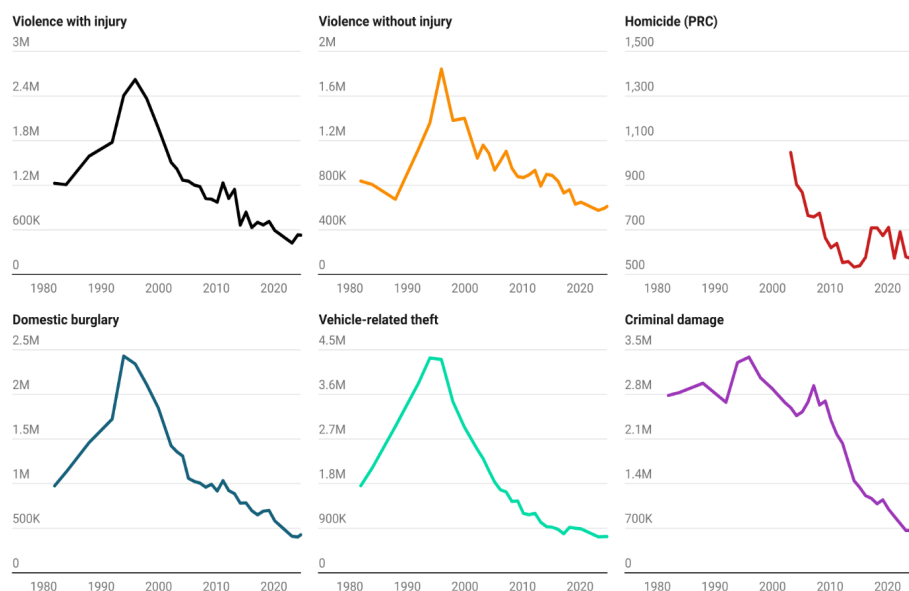 Violence with injury
3M
2.4M
1.8M
1.2M
600K
0
1980 1990 2000 2010 2020
Violence without injury
2M
1.6M
1.2M
800K
400K
0
1980 1990 2000 2010 2020
Homicide (PRC)
1,500
1,300
1,100
900
700
500
1980 1990 2000 2010 2020
Domestic burglary
2.5M
2M
1.5M
1M
500K
0
1980 1990 2000 2010 2020
Vehicle-related theft
4.5M
3.6M
2.7M
1.8M
900K
0
1980 1990 2000 2010 2020
Criminal damage
3.5M
2.8M
2.1M
1.4M
700K
0
1980 1990 2000 2010 2020